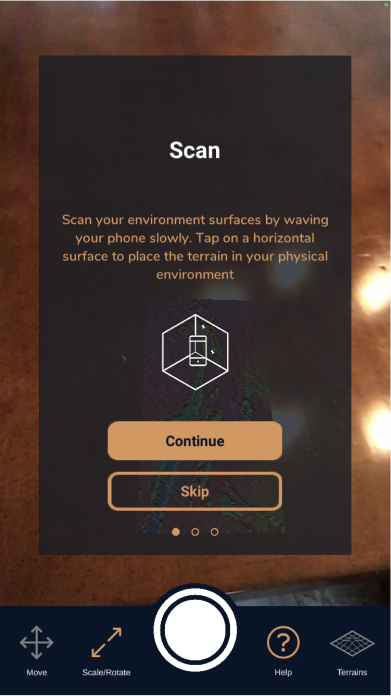 Scan
Scan your environment surfaces by waving
your phone slowly. Tap on a horizontal
surface to place the terrain in your physical
environment
Continue
Skip
Move
Scale/Rotate
Help
Terrains